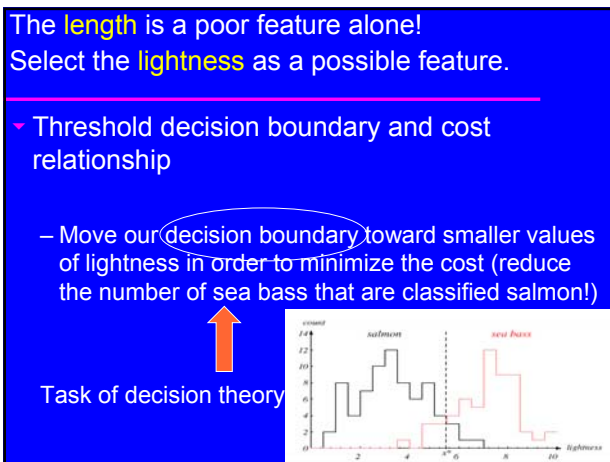 The length is a poor feature alone!
Select the lightness as a possible feature.
Threshold decision boundary and cost
relationship
– Move our decision boundary toward smaller values
of lightness in order to minimize the cost (reduce
the number of sea bass that are classified salmon!)
Task of decision theory
count
14
salmon
sea bass
12
10
8
6
4
2
0
2
4
x*
6
8
10
lightness